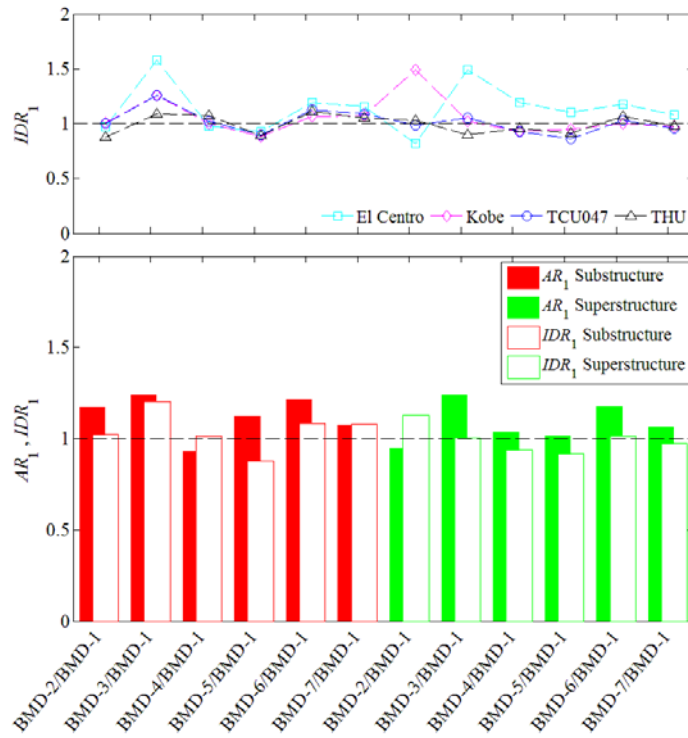 2
1.5
1
0.5
0
IDR1
El Centro Kobe TCU047 THU
2
1.5
1
0.5
0
AR1 , IDR1
AR1 Substructure
AR1 Superstructure
IDR1 Substructure
IDR1 Superstructure
BMD-2/BMD-1
BMD-3/BMD-1
BMD-4/BMD-1
BMD-5/BMD-1
BMD-6/BMD-1
BMD-7/BMD-1
BMD-2/BMD-1
BMD-3/BMD-1
BMD-4/BMD-1
BMD-5/BMD-1
BMD-6/BMD-1
BMD-7/BMD-1